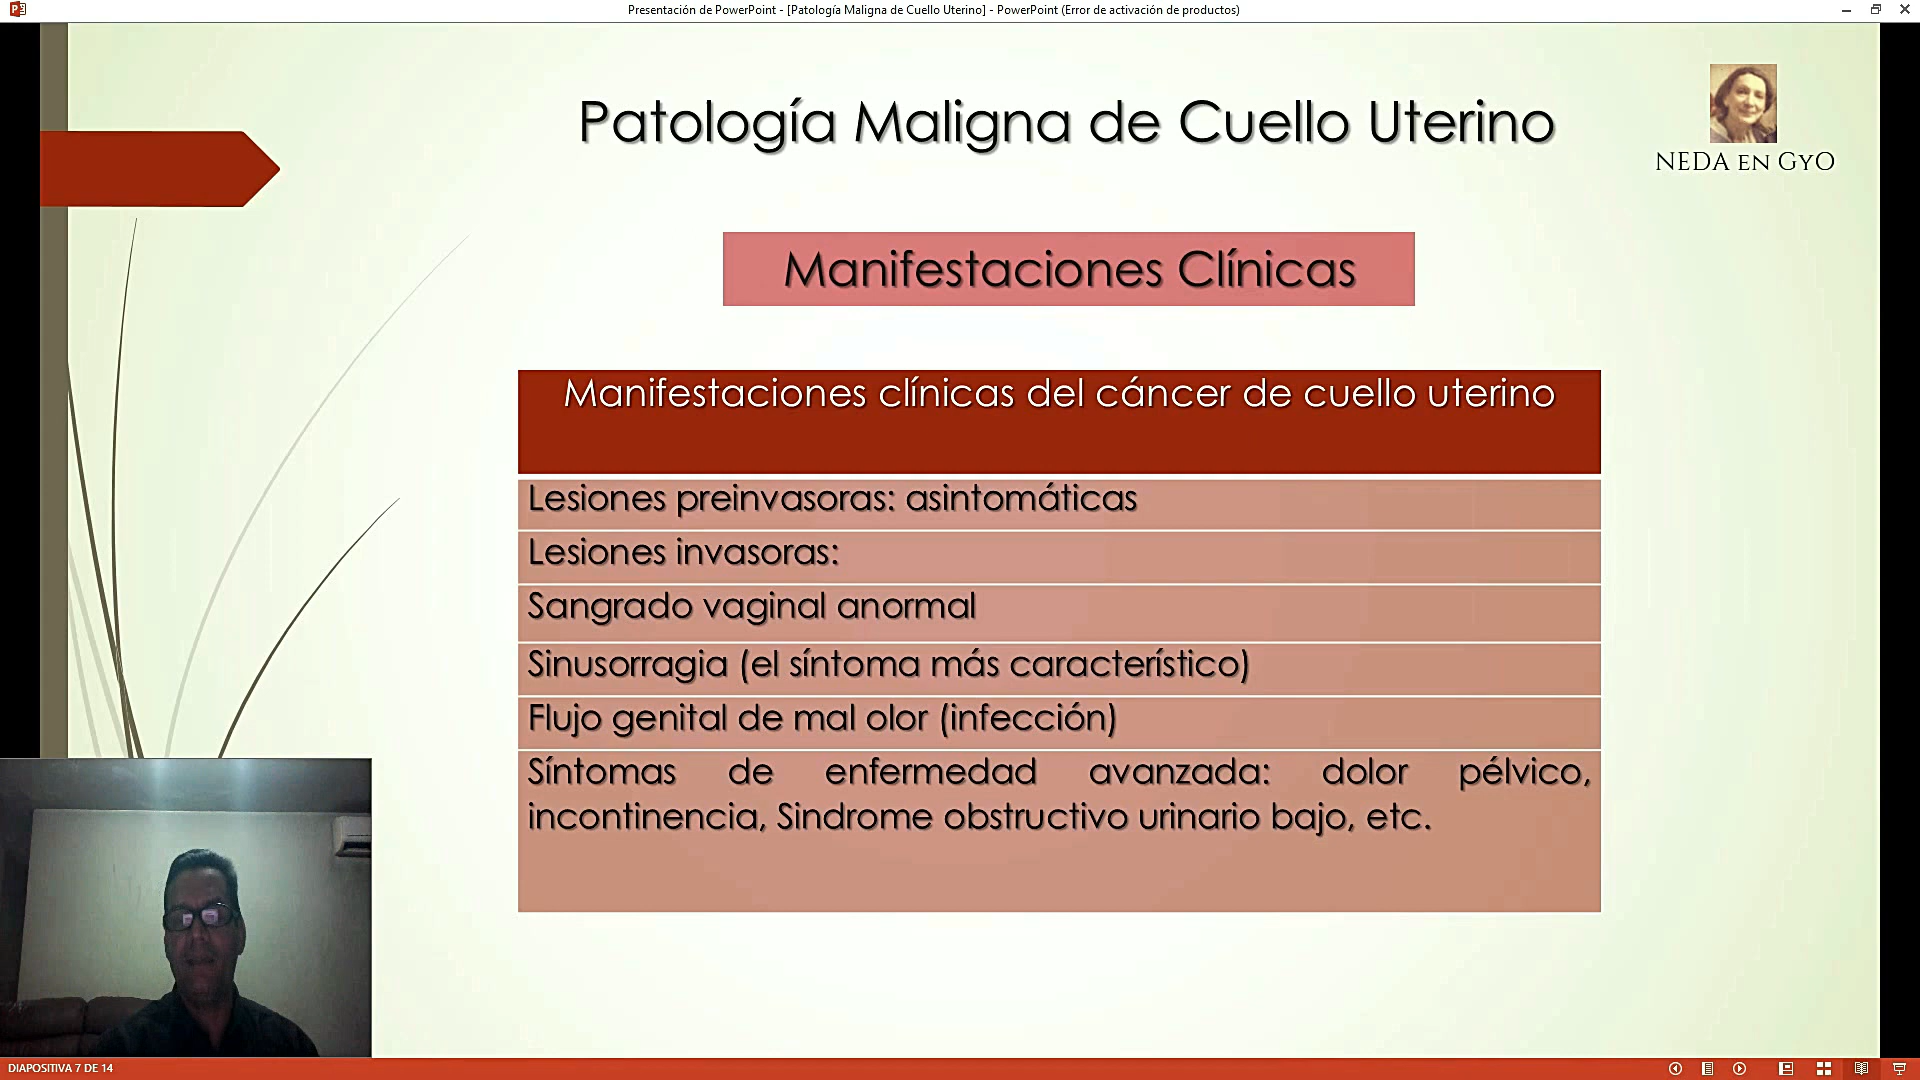 Presentación de PowerPoint - [Patología Maligna de Cuello Uterino] - PowerPoint (Error de activación de productos)
Patología Maligna de Cuello Uterino
NEDA EN GYO
Manifestaciones Clínicas
Manifestaciones clínicas del cáncer de cuello uterino
Lesiones preinvasoras: asintomáticas
Lesiones invasoras:
Sangrado vaginal anormal
Sinusorragia (el síntoma más característico)
Flujo genital de mal olor (infección)
Síntomas de enfermedad avanzada: dolor pélvico,
incontinencia, Sindrome obstructivo urinario bajo, etc.
DIAPOSITIVA 7 DE 14